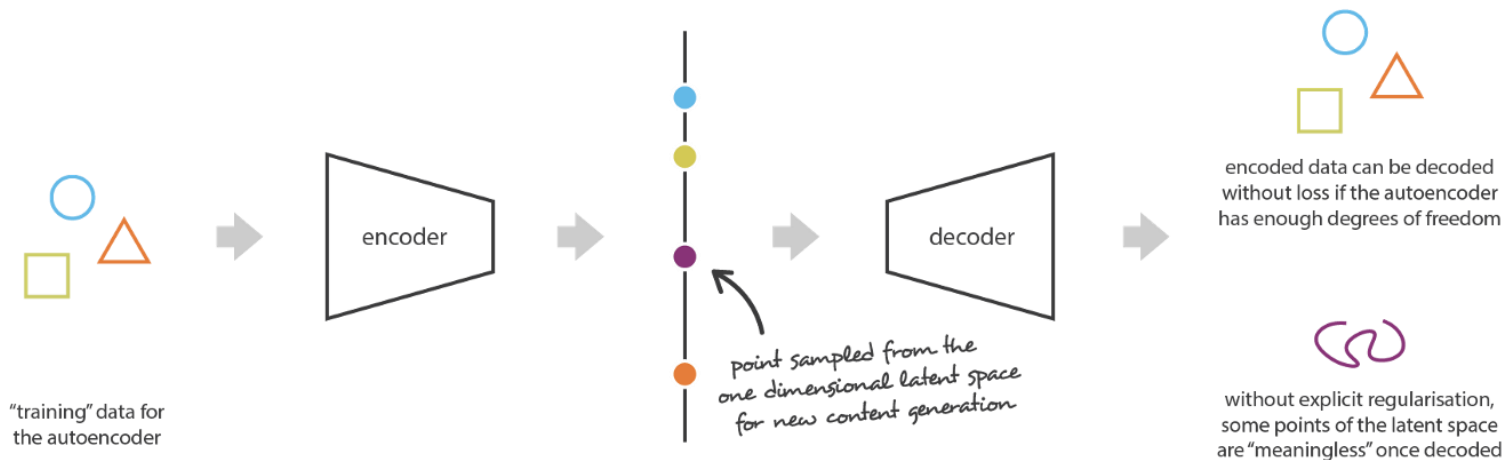 “training” data for
the autoencoder
encoder
point sampled from the
one dimensional latent space
for new content generation
decoder
encoded data can be decoded
without loss if the autoencoder
has enough degrees of freedom
without explicit regularisation,
some points of the latent space
are “meaningless” once decoded